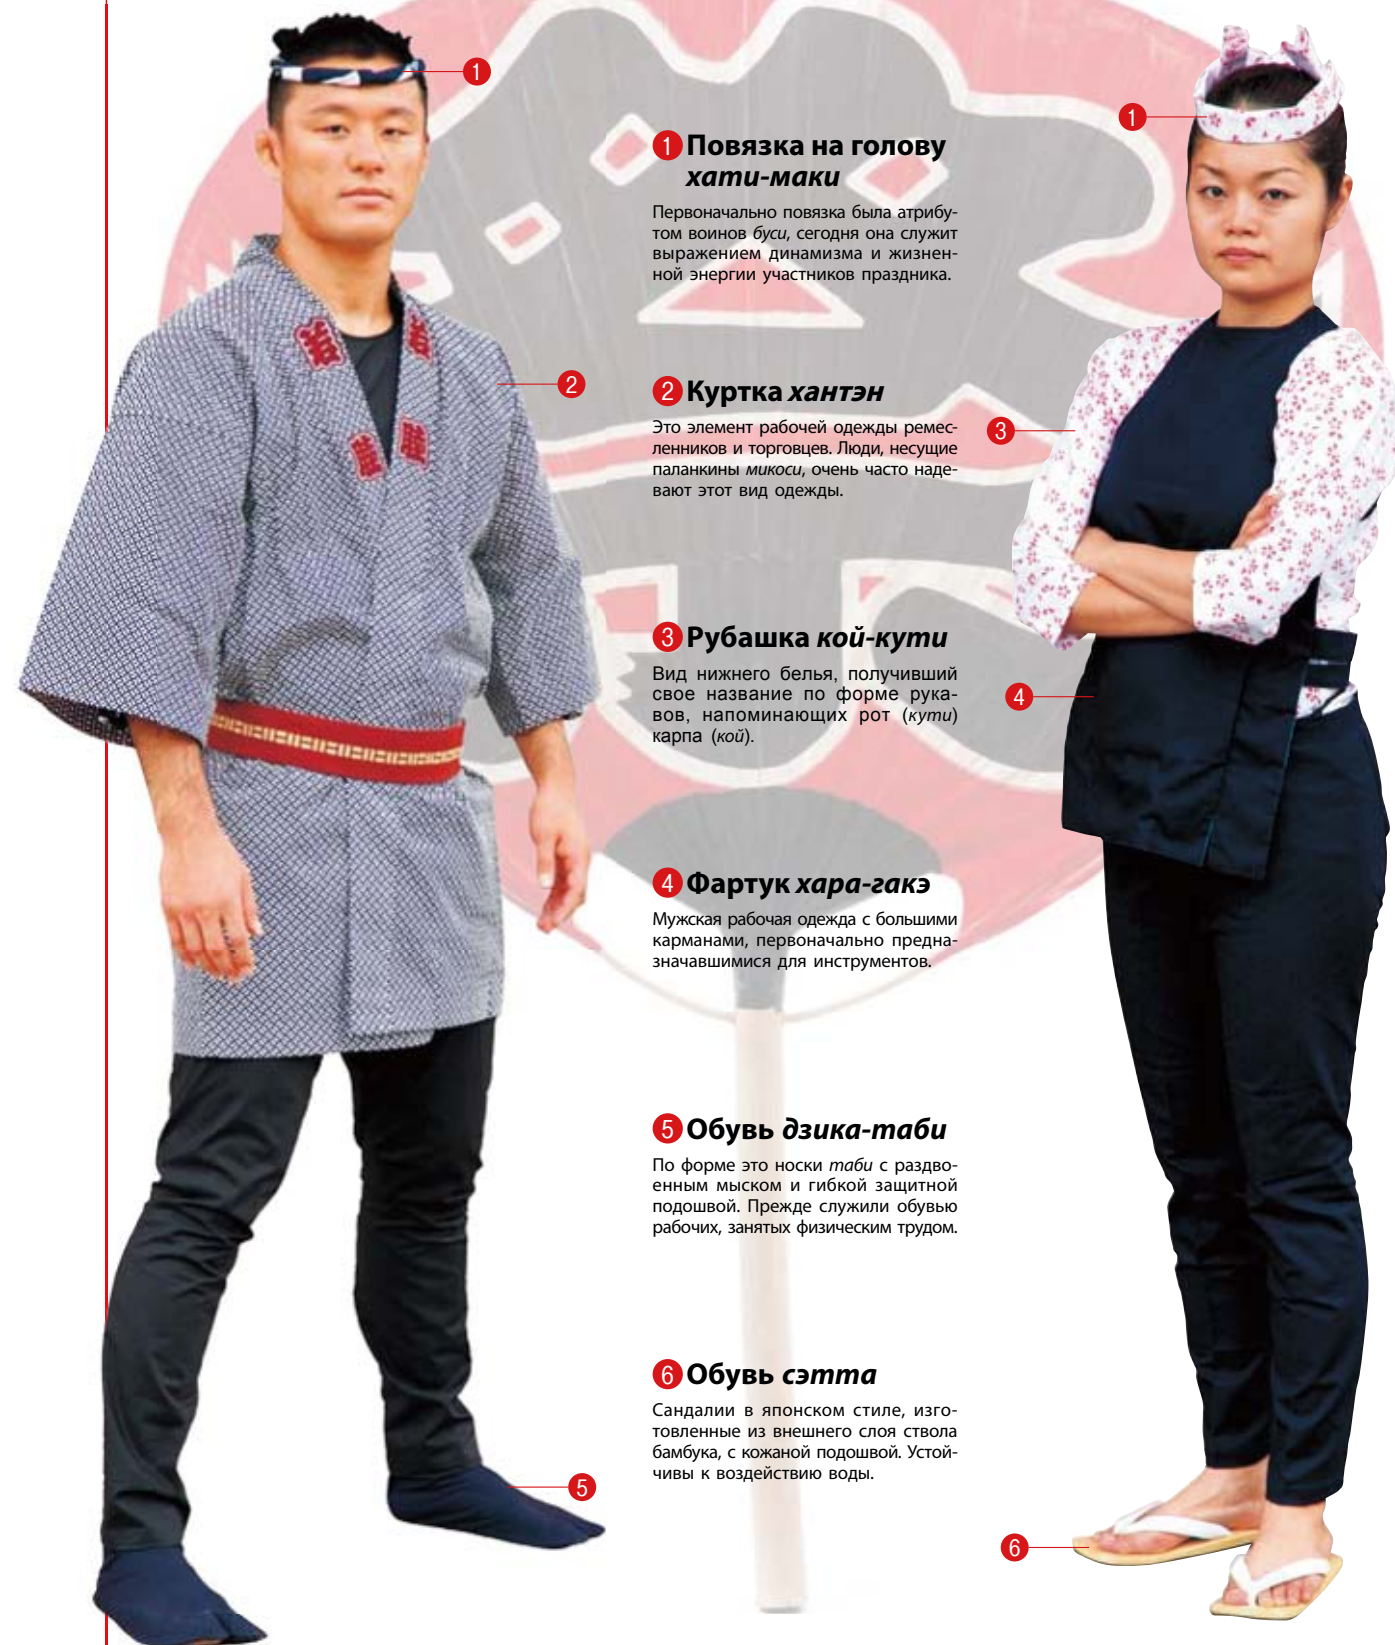 1 Повязка на голову
хати-маки
Первоначально повязка была атрибу-
том воинов буси, сегодня она служит
выражением динамизма и жизнен-
ной энергии участников праздника.
2 Куртка хантэн
Это элемент рабочей одежды ремес-
ленников и торговцев. Люди, несущие
паланкины микоси, очень часто наде-
вают этот вид одежды.
3 Рубашка кой-кути
Вид нижнего белья, получивший
свое название по форме рука-
вов, напоминающих рот (кути)
карпа (кой).
4 Фартук хара-гакэ
Мужская рабочая одежда с большими
карманами, первоначально предна-
значавшимися для инструментов.
5 Обувь дзика-таби
По форме это носки таби с раздво-
енным мыском и гибкой защитной
подошвой. Прежде служили обувью
рабочих, занятых физическим трудом.
6 Обувь сэтта
Сандалии в японском стиле, изго-
товленные из внешнего слоя ствола
бамбука, с кожаной подошвой. Устой-
чивы к воздействию воды.
1
2
5
1
3
4
6